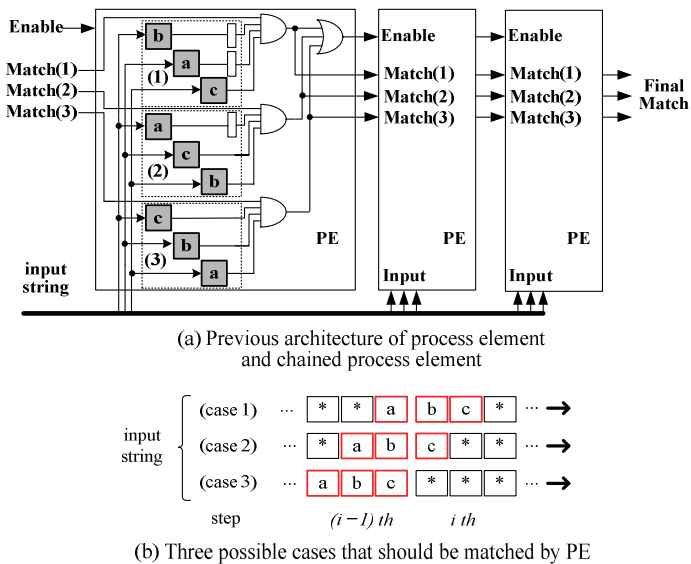 Enable
Match(1)
Match(2)
Match(3)
b
a
(1)
c
a
c
(2)
b
c
b
(3)
a
PE
Enable
Match(1)
Match(2)
Match(3)
PE
Input
Enable
Match(1)
Match(2)
Match(3)
PE
Input
Final
Match
input
string
(a) Previous architecture of process element
and chained process element
input
string
(case 1) ... * * a b c * ...
(case 2) ... * a b c * * ...
(case 3) ... a b c * * * ...
step (i−1) th i th
(b) Three possible cases that should be matched by PE